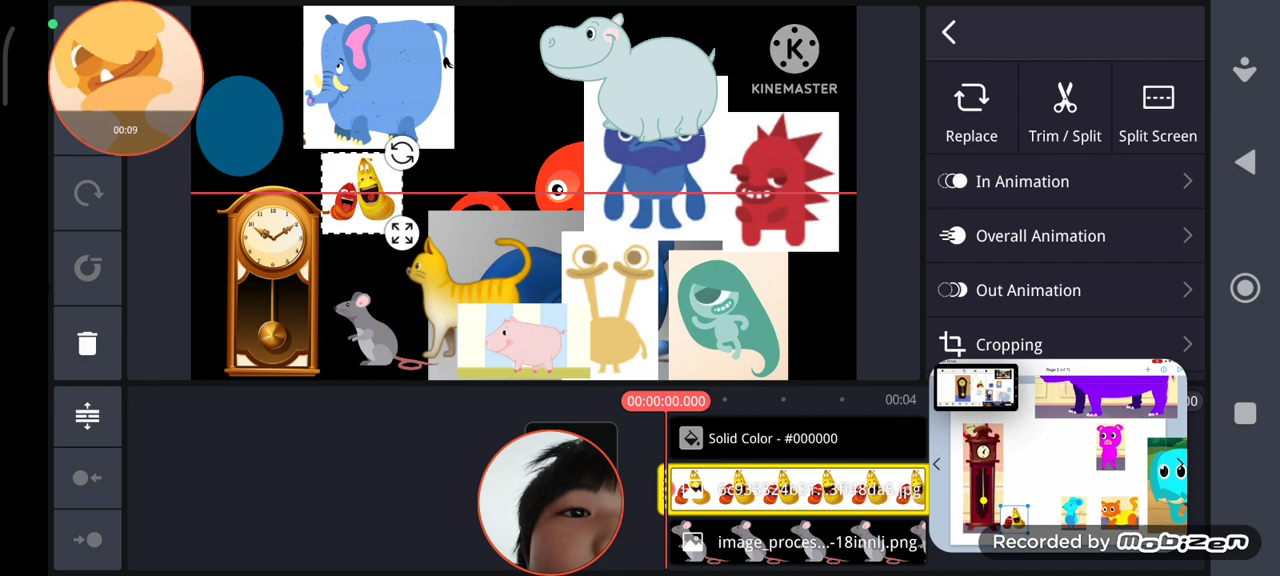 00:09
KINEMASTER
Replace
Trim / Split
Split Screen
In Animation
Overall Animation
Out Animation
Cropping
00:00:00.000
00:04
Solid Color - #000000
image_proces...-18innlj.png
Recorded by Mobizen